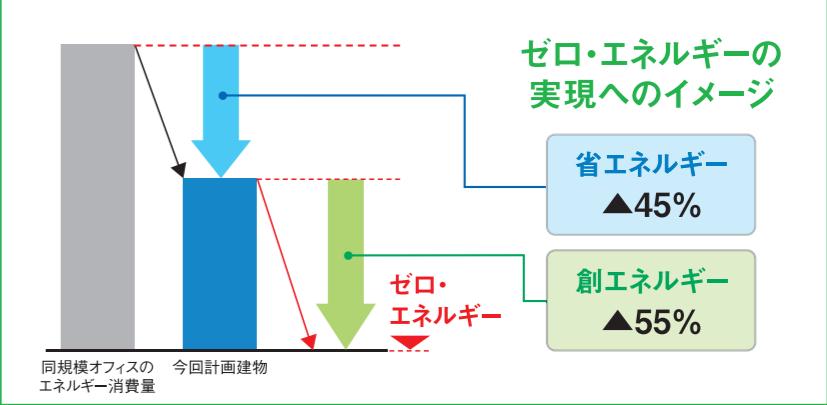 ゼロ・エネルギーの
実現へのイメージ
省エネルギー
▲45%
創エネルギー
▲55%
ゼロ・
エネルギー
同規模オフィスの
エネルギー消費量
今回計画建物